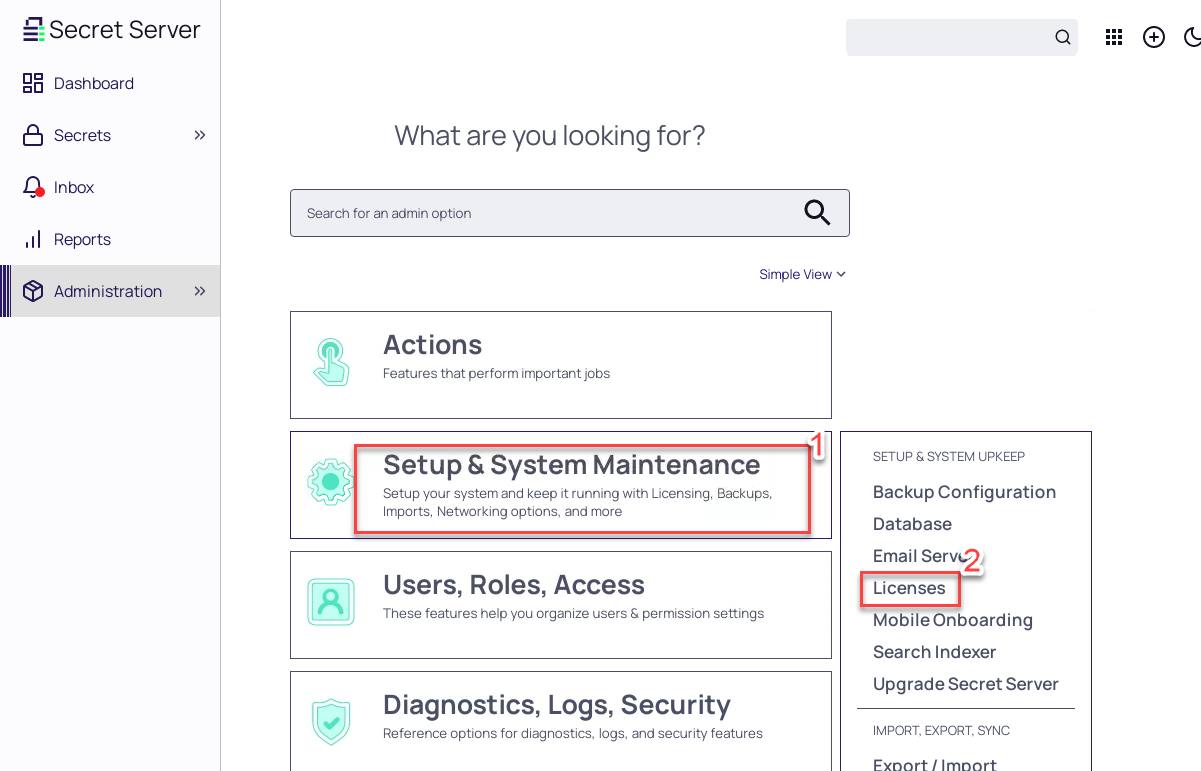 Secret Server
Dashboard
Secrets
Inbox
Reports
Administration
What are you looking for?
Search for an admin option
Simple View
Actions
Features that perform important jobs
1
Setup & System Maintenance
Setup your system and keep it running with Licensing, Backups,
Imports, Networking options, and more
Users, Roles, Access
These features help you organize users & permission settings
Diagnostics, Logs, Security
Reference options for diagnostics, logs, and security features
SETUP & SYSTEM UPKEEP
Backup Configuration
Database
Email Serve
2
Licenses
Mobile Onboarding
Search Indexer
Upgrade Secret Server
IMPORT, EXPORT, SYNC
Export / Import